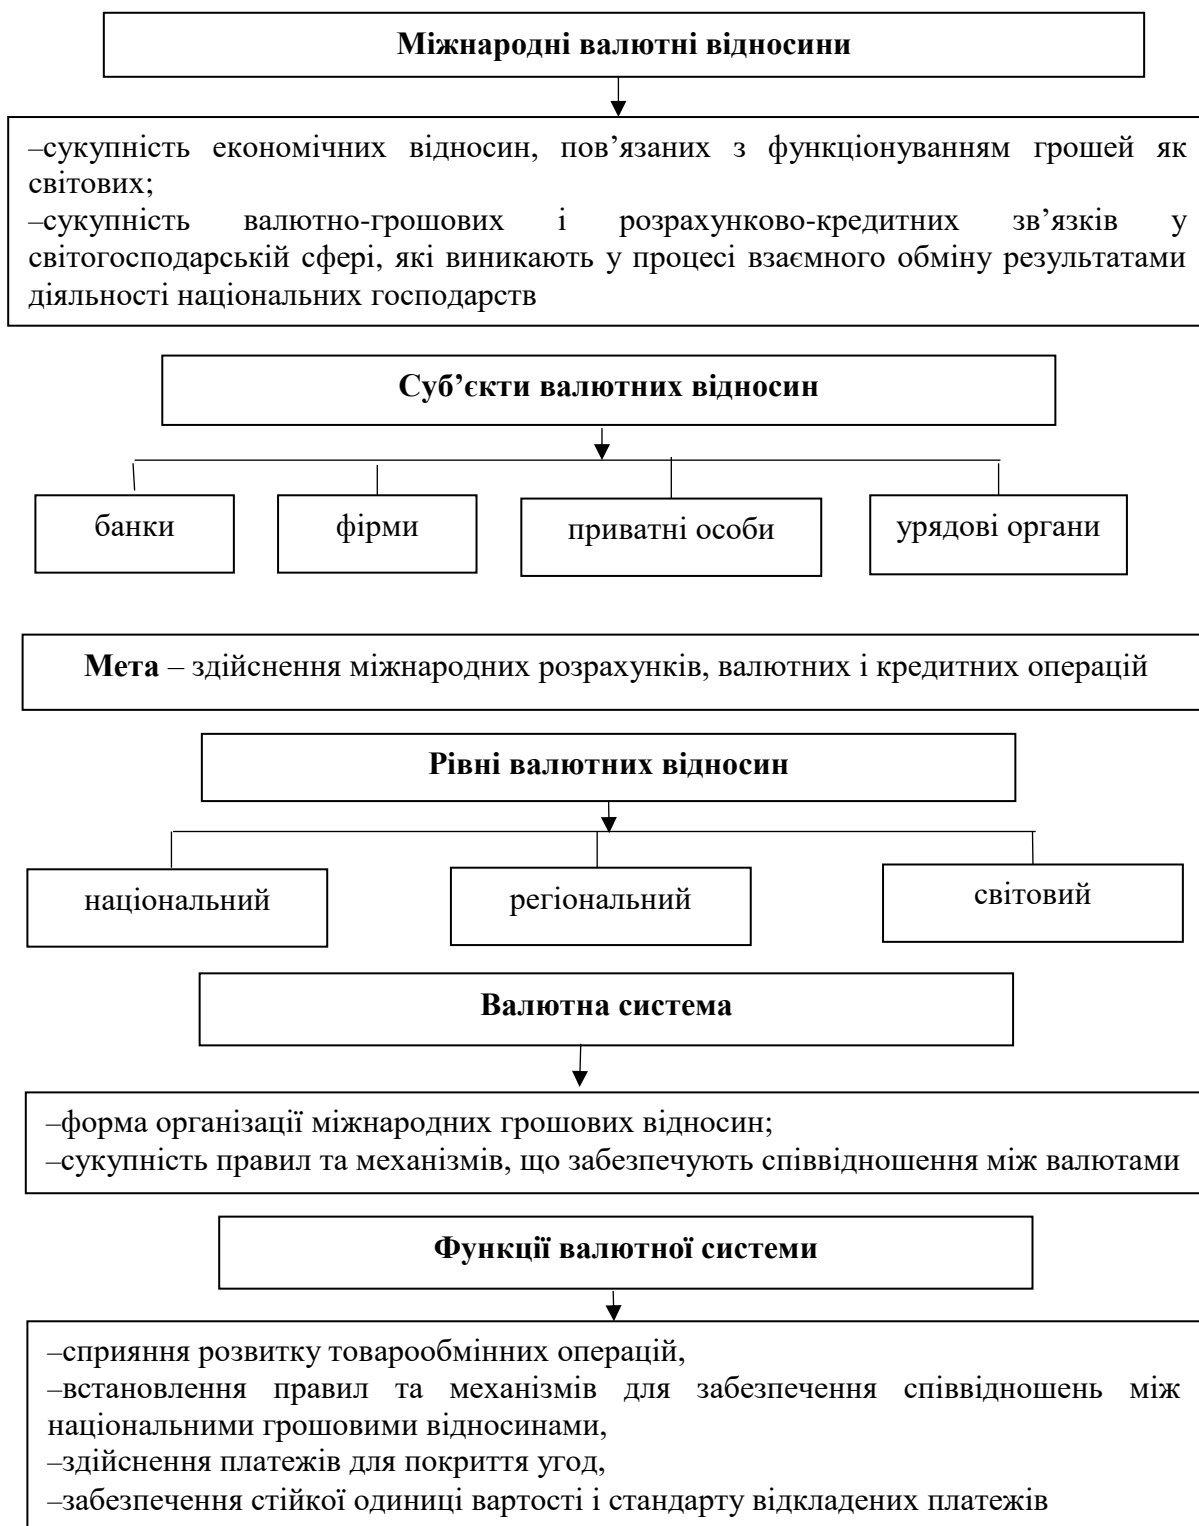 Міжнародні валютні відносини
–сукупність економічних відносин, пов’язаних з функціонуванням грошей як
світових;
–сукупність валютно-грошових і розрахунково-кредитних зв’язків у
світогосподарській сфері, які виникають у процесі взаємного обміну результатами
діяльності національних господарств
Суб’єкти валютних відносин
банки
фірми
приватні особи
урядові органи
Мета – здійснення міжнародних розрахунків, валютних і кредитних операцій
Рівні валютних відносин
національний
регіональний
світовий
Валютна система
–форма організації міжнародних грошових відносин;
–сукупність правил та механізмів, що забезпечують співвідношення між валютами
Функції валютної системи
–сприяння розвитку товарообмінних операцій,
–встановлення правил та механізмів для забезпечення співвідношень між
національними грошовими відносинами,
–здійснення платежів для покриття угод,
–забезпечення стійкої одиниці вартості і стандарту відкладених платежів